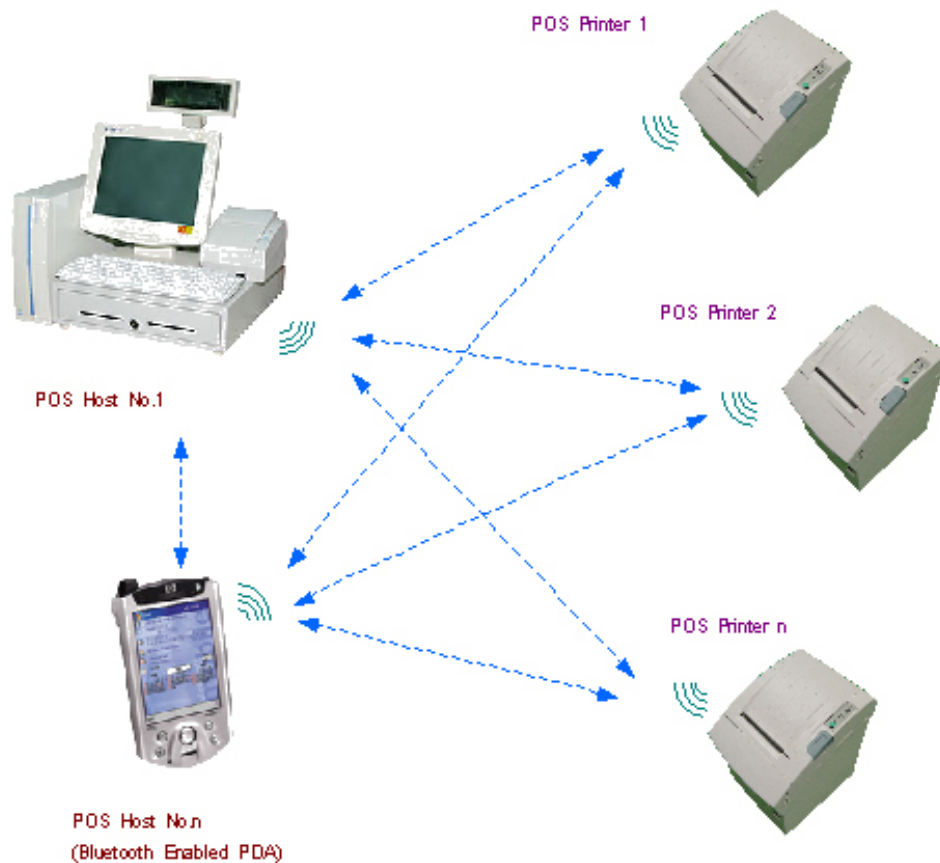 POS Printer 1
POS Printer 2
POS Host No.1
POS Printer n
POS Host No.n
(Bluetooth Enabled PDA)